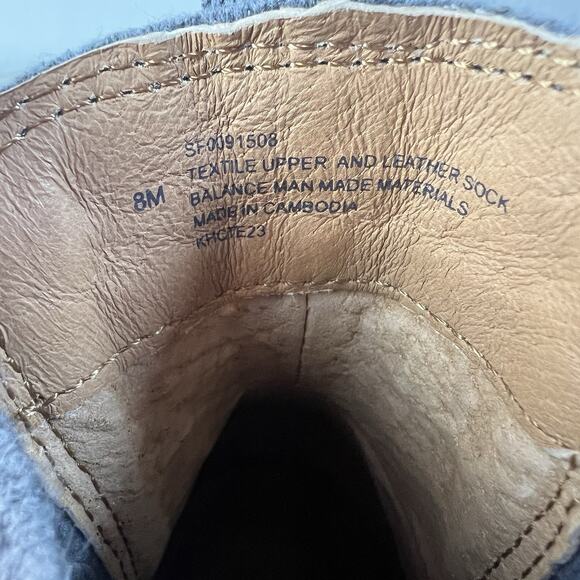 SF0091508
8M
TEXTILE UPPER AND LEATHER SOCK
BALANCE MAN MADE MATERIALS
MADE IN CAMBODIA
KHCTE23